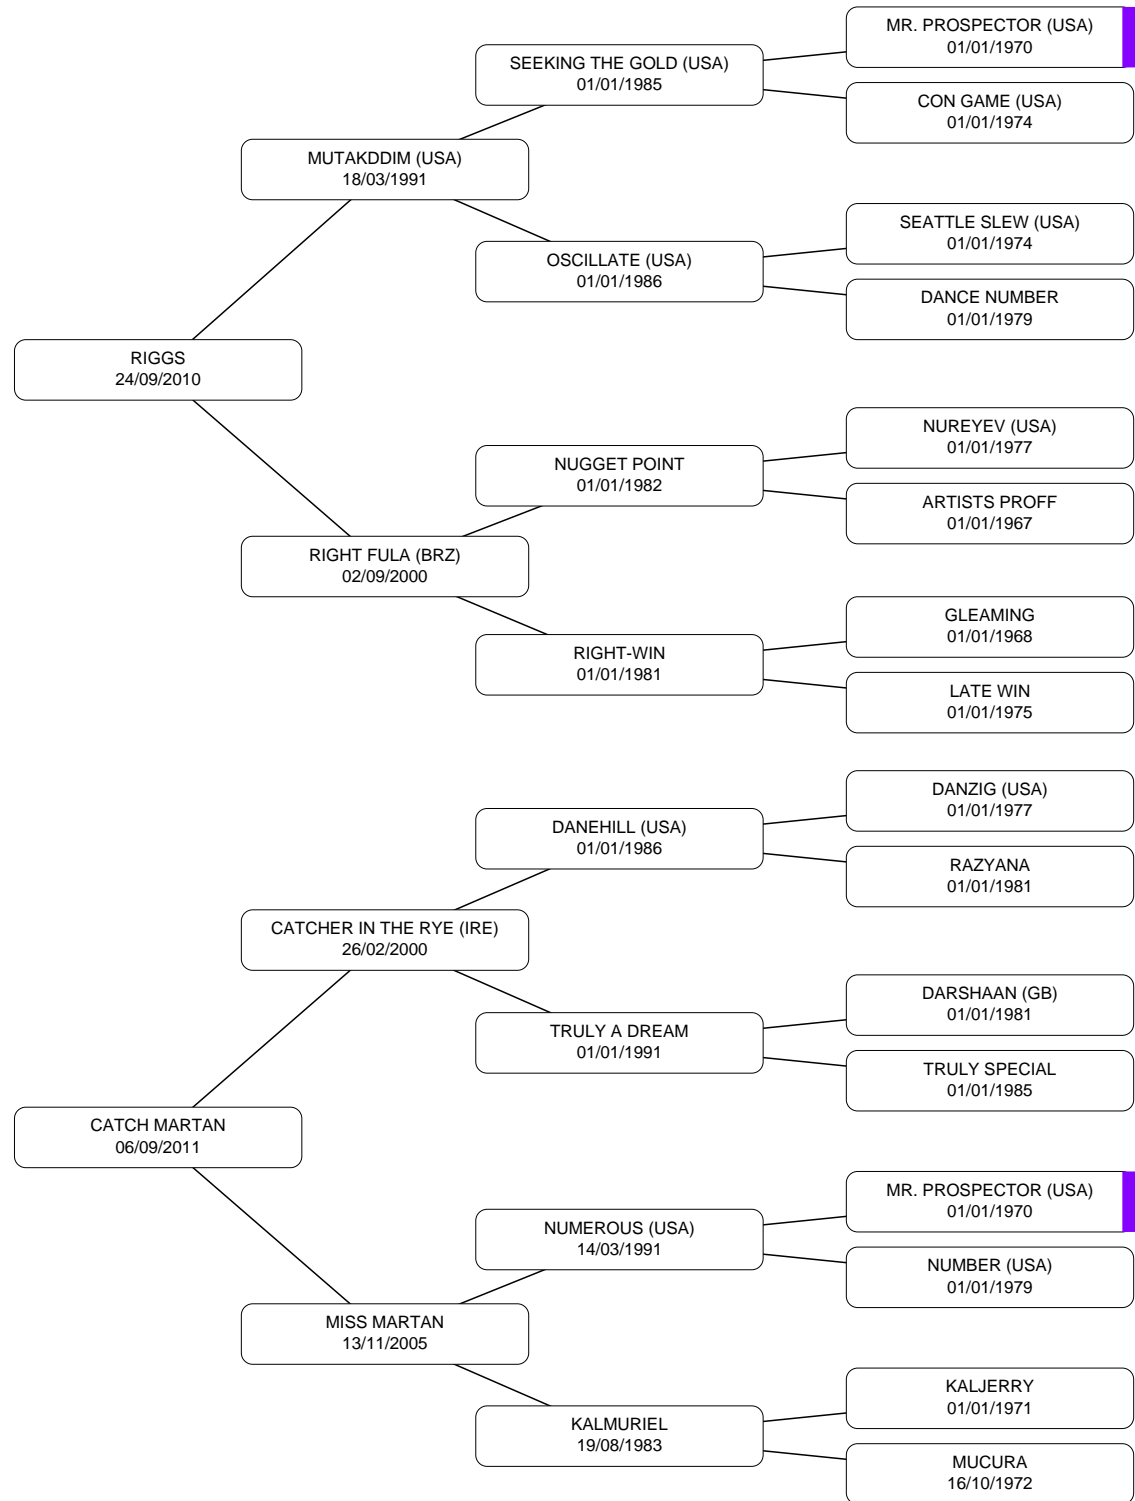 MR. PROSPECTOR (USA)
01/01/1970
SEEKING THE GOLD (USA)
01/01/1985
CON GAME (USA)
01/01/1974
MUTAKDDIM (USA)
18/03/1991
SEATTLE SLEW (USA)
01/01/1974
OSCILLATE (USA)
01/01/1986
DANCE NUMBER
01/01/1979
RIGGS
24/09/2010
NUREYEV (USA)
01/01/1977
NUGGET POINT
01/01/1982
ARTISTS PROFF
01/01/1967
RIGHT FULA (BRZ)
02/09/2000
GLEAMING
01/01/1968
RIGHT-WIN
01/01/1981
LATE WIN
01/01/1975
DANZIG (USA)
01/01/1977
DANEHILL (USA)
01/01/1986
RAZYANA
01/01/1981
CATCHER IN THE RYE (IRE)
26/02/2000
DARSHAAN (GB)
01/01/1981
TRULY A DREAM
01/01/1991
TRULY SPECIAL
01/01/1985
CATCH MARTAN
06/09/2011
MR. PROSPECTOR (USA)
01/01/1970
NUMEROUS (USA)
14/03/1991
NUMBER (USA)
01/01/1979
MISS MARTAN
13/11/2005
KALJERRY
01/01/1971
KALMURIEL
19/08/1983
MUCURA
16/10/1972